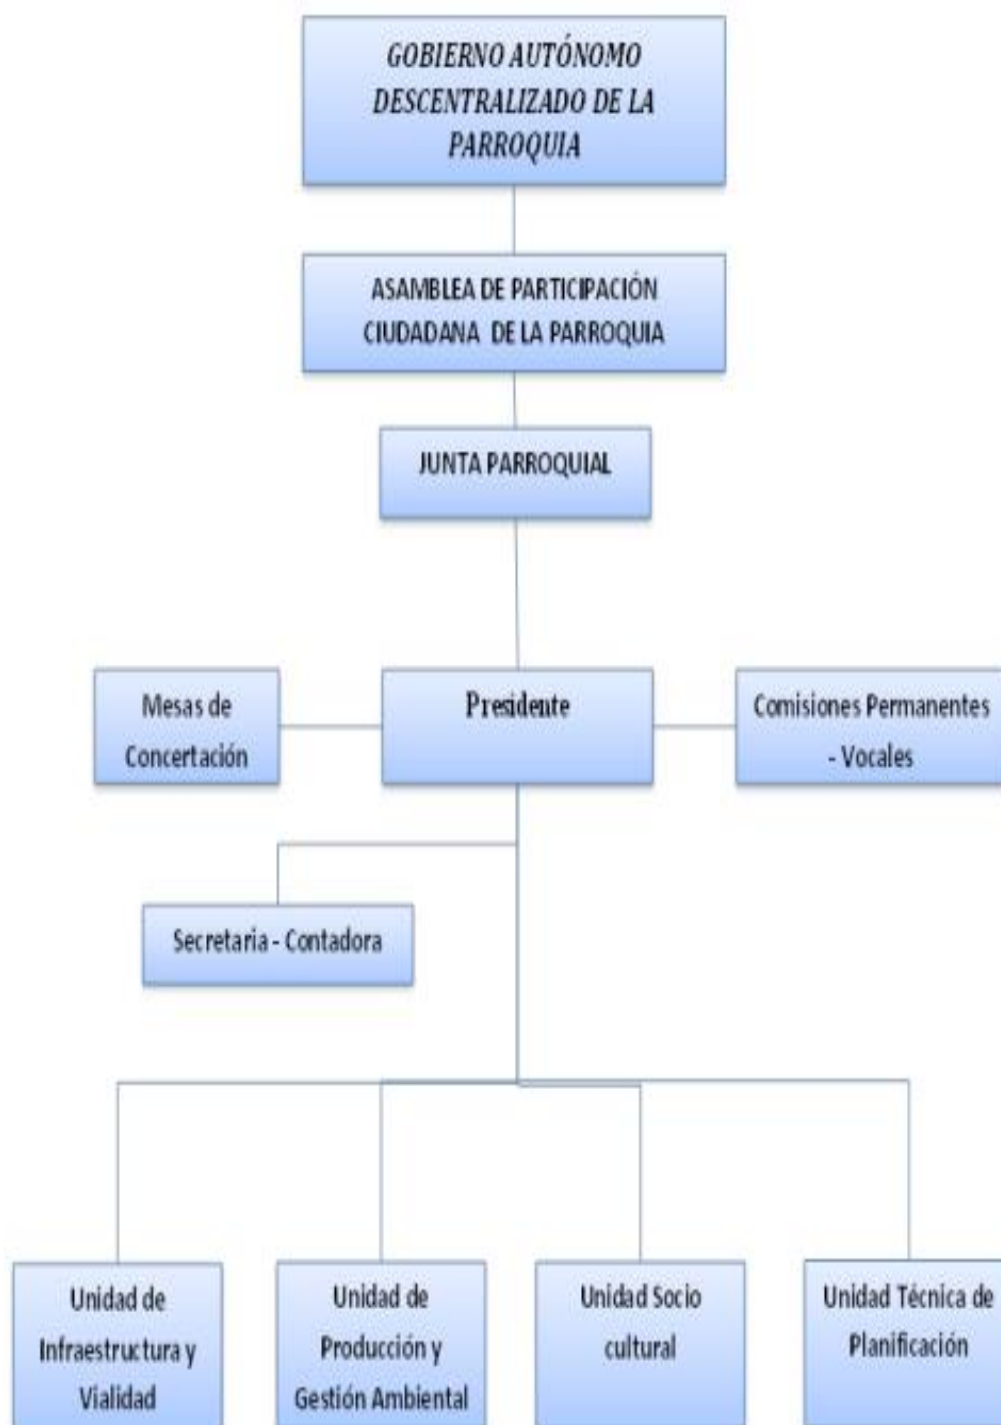 GOBIERNO AUTÓNOMO
DESCENTRALIZADO DE LA
PARROQUIA
ASAMBLEA DE PARTICIPACIÓN
CIUDADANA DE LA PARROQUIA
JUNTA PARROQUIAL
Mesas de
Concertación
Presidente
Comisiones Permanentes
- Vocales
Secretaria - Contadora
Unidad de
Infraestructura y
Vialidad
Unidad de
Producción y
Gestión Ambiental
Unidad Socio
cultural
Unidad Técnica de
Planificación